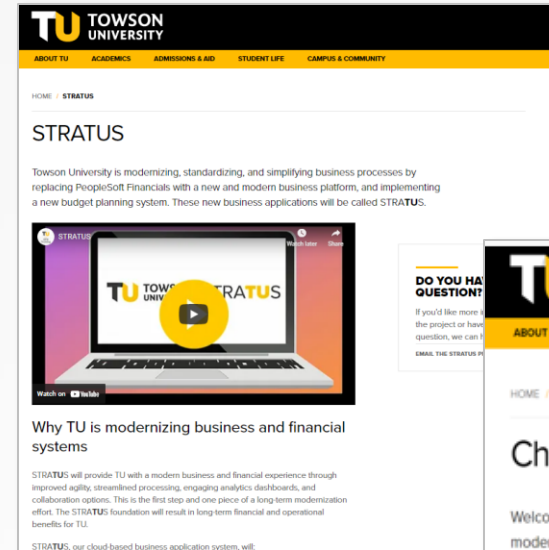 TU TOWSON
UNIVERSITY
ABOUT TU ACADEMICS ADMISSIONS & AID STUDENT LIFE CAMPUS & COMMUNITY
HOME / STRATUS
STRATUS
Towson University is modernizing, standardizing, and simplifying business processes by
replacing PeopleSoft Financials with a new and modern business platform, and implementing
a new budget planning system. These new business applications will be called STRATUS.
STRATUS
Watch later Share
TU TOWS
UNIV
RATUS
Watch on YouTube
DO YOU HA
QUESTION?
If you'd like more i
the project or have
question, we can h
EMAIL THE STRATUS P
Why TU is modernizing business and financial
systems
STRATUS will provide TU with a modern business and financial experience through
improved agility, streamlined processing, engaging analytics dashboards, and
collaboration options. This is the first step and one piece of a long-term modernization
effort. The STRATUS foundation will result in long-term financial and operational
benefits for TU.
STRATUS, our cloud-based business application system, will:
ABOUT
HOME /
Ch
Welco
moder